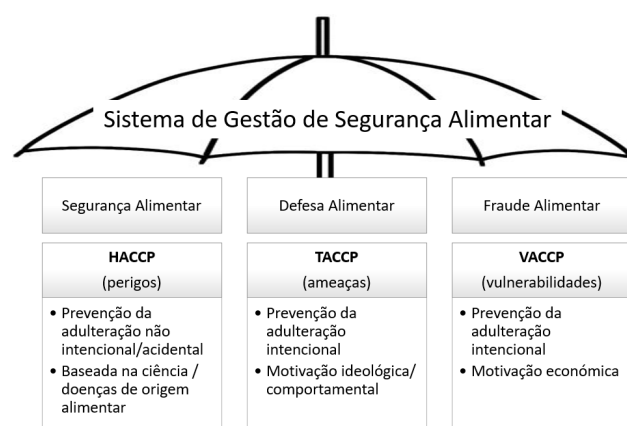 Sistema de Gestão de Segurança Alimentar
Segurança Alimentar
HACCP
(perigos)
• Prevenção da
adulteração não
intencional/acidental
• Baseada na ciência /
doenças de origem
alimentar
Defesa Alimentar
TACCP
(ameaças)
• Prevenção da
adulteração
intencional
• Motivação ideológica/
comportamental
Fraude Alimentar
VACCP
(vulnerabilidades)
• Prevenção da
adulteração
intencional
• Motivação económica